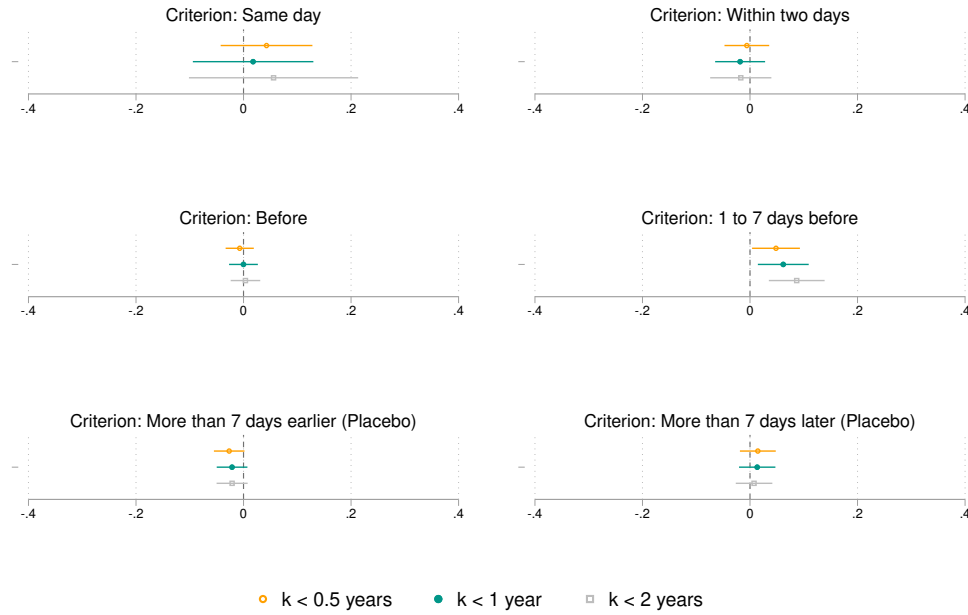 Criterion: Same day
-.4 -.2 0 .2 .4
Criterion: Within two days
-.4 -.2 0 .2 .4
Criterion: Before
-.4 -.2 0 .2 .4
Criterion: 1 to 7 days before
-.4 -.2 0 .2 .4
Criterion: More than 7 days earlier (Placebo)
-.4 -.2 0 .2 .4
Criterion: More than 7 days later (Placebo)
-.4 -.2 0 .2 .4
k < 0.5 years k < 1 year k < 2 years